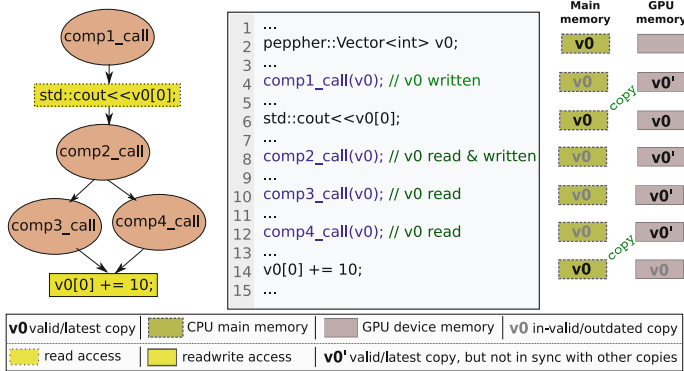 comp1_call
std::cout<<v0[0];
comp2_call
comp3_call
comp4_call
v0[0] += 10;
1 ...
2 peppher::Vector<int> v0;
3 ...
4 comp1_call(v0); // v0 written
5 ...
6 std::cout<<v0[0];
7 ...
8 comp2_call(v0); // v0 read & written
9 ...
10 comp3_call(v0); // v0 read
11 ...
12 comp4_call(v0); // v0 read
13 ...
14 v0[0] += 10;
15 ...
Main memory GPU memory
v0
v0 v0'
copy
v0 v0
v0 v0'
v0 v0'
v0 v0'
copy
v0 v0
v0 valid/latest copy CPU main memory GPU device memory v0 in-valid/outdated copy
read access readwrite access v0' valid/latest copy, but not in sync with other copies